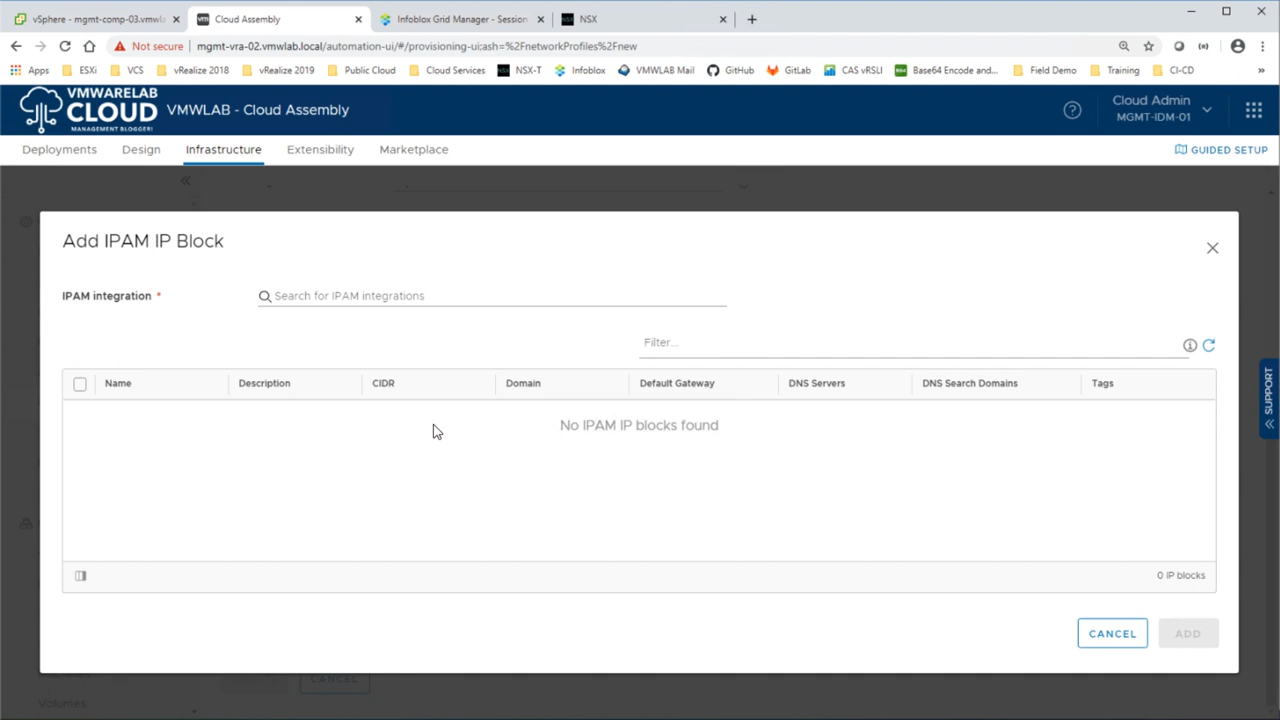 vSphere - mgmt-comp-03.vmwla
Cloud Assembly
Infoblox Grid Manager - Session
NSX
Not secure
mgmt-vra-02.vmwlab.local/automation-ui/#/provisioning-ui;ash=%2FnetworkProfiles%2Fnew
Apps
ESXi
VCS
vRealize 2018
vRealize 2019
Public Cloud
Cloud Services
NSX-T
Infoblox
VMWLAB Mail
GitHub
GitLab
CAS vRSLI
Base64 Encode and...
Field Demo
Training
CI-CD
VMWARELAB
CLOUD
MANAGEMENT BLOGGER!
VMWLAB - Cloud Assembly
Cloud Admin
MGMT-IDM-01
Deployments
Design
Infrastructure
Extensibility
Marketplace
GUIDED SETUP
Add IPAM IP Block
IPAM integration *
Search for IPAM integrations
Filter...
Name
Description
CIDR
Domain
Default Gateway
DNS Servers
DNS Search Domains
Tags
No IPAM IP blocks found
0 IP blocks
CANCEL
ADD
SUPPORT
CANCEL
Volumes